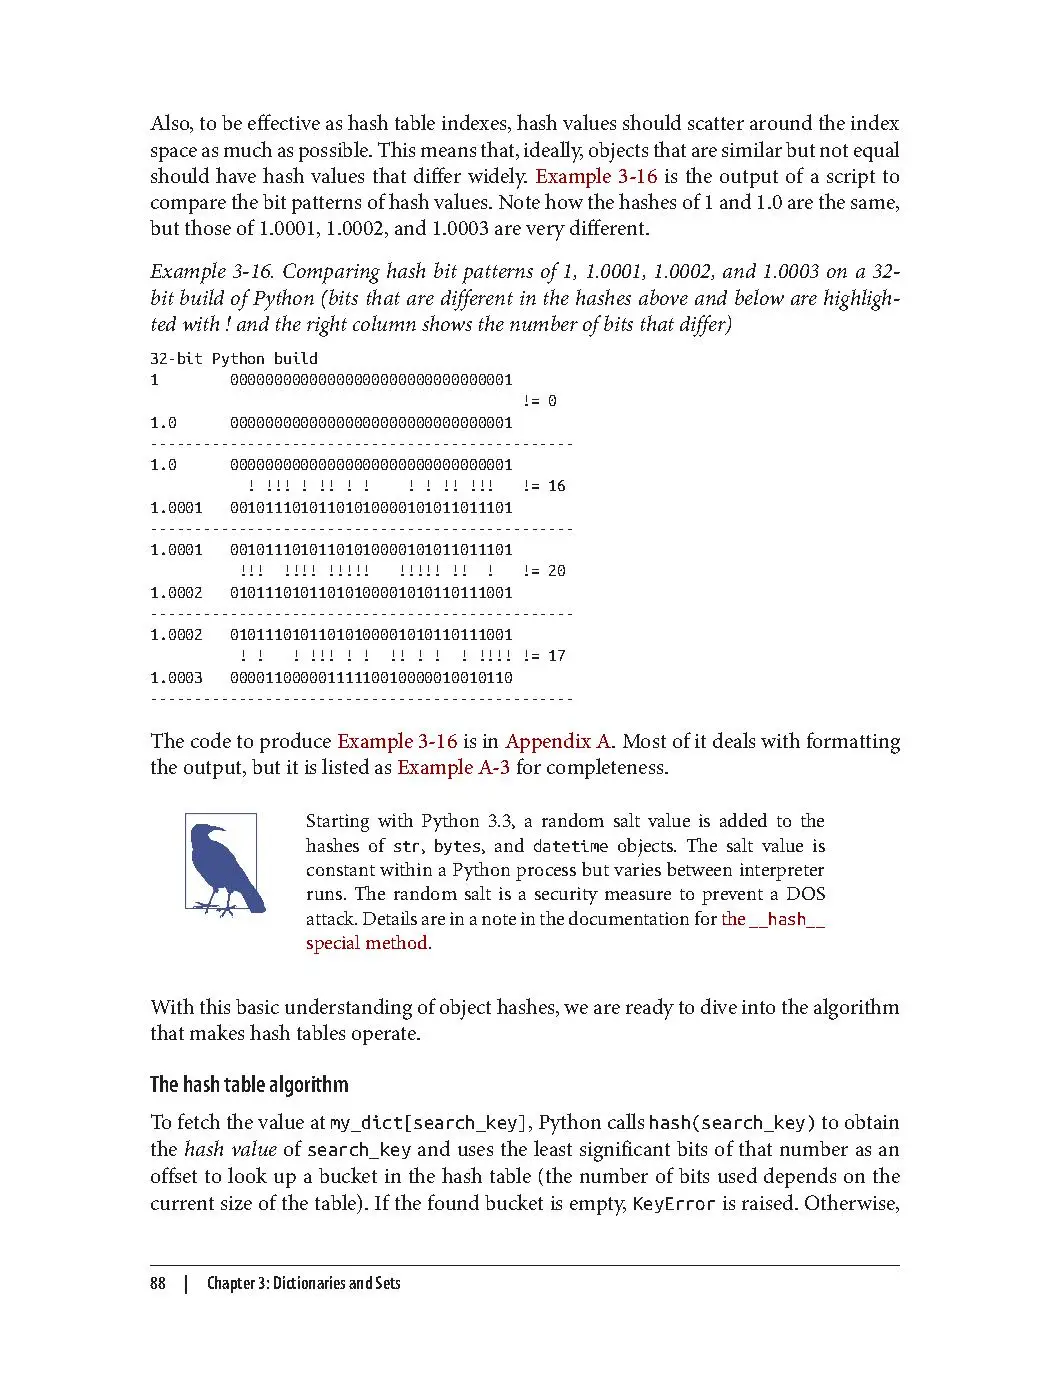 Also, to be effective as hash table indexes, hash values should scatter around the index
space as much as possible. This means that, ideally, objects that are similar but not equal
should have hash values that differ widely. Example 3-16 is the output of a script to
compare the bit patterns of hash values. Note how the hashes of 1 and 1.0 are the same,
but those of 1.0001, 1.0002, and 1.0003 are very different.
Example 3-16. Comparing hash bit patterns of 1, 1.0001, 1.0002, and 1.0003 on a 32-
bit build of Python (bits that are different in the hashes above and below are highligh-
ted with ! and the right column shows the number of bits that differ)
32-bit Python build
1        00000000000000000000000000000001
                                          != 0
1.0      00000000000000000000000000000001
------------------------------------------------
1.0      00000000000000000000000000000001
           ! !!! ! !! ! !    ! ! !! !!!   != 16
1.0001   00101110101101010000101011011101
------------------------------------------------
1.0001   00101110101101010000101011011101
          !!!  !!!! !!!!!   !!!!! !!  !   != 20
1.0002   01011101011010100001010110111001
------------------------------------------------
1.0002   01011101011010100001010110111001
          ! !   ! !!! ! !  !! ! !  ! !!!! != 17
1.0003   00001100000111110010000010010110
------------------------------------------------
The code to produce Example 3-16 is in Appendix A. Most of it deals with formatting
the output, but it is listed as Example A-3 for completeness.
Starting with Python 3.3, a random salt value is added to the
hashes of str, bytes, and datetime objects. The salt value is
constant within a Python process but varies between interpreter
runs. The random salt is a security measure to prevent a DOS
attack. Details are in a note in the documentation for the __hash__
special method.
With this basic understanding of object hashes, we are ready to dive into the algorithm
that makes hash tables operate.
The hash table algorithm
To fetch the value at my_dict[search_key], Python calls hash(search_key) to obtain
the hash value of search_key and uses the least significant bits of that number as an
offset to look up a bucket in the hash table (the number of bits used depends on the
current size of the table). If the found bucket is empty, KeyError is raised. Otherwise,
88 | Chapter 3: Dictionaries and Sets